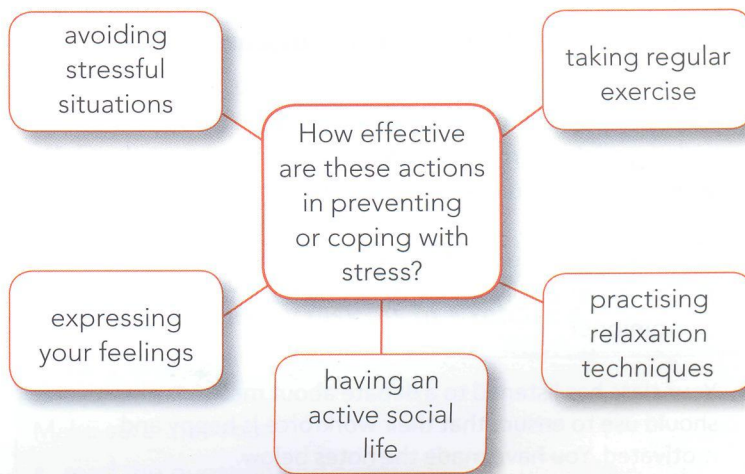 avoiding
stressful
situations
taking regular
exercise
How effective
are these actions
in preventing
or coping with
stress?
expressing
your feelings
practising
relaxation
techniques
having an
active social
life